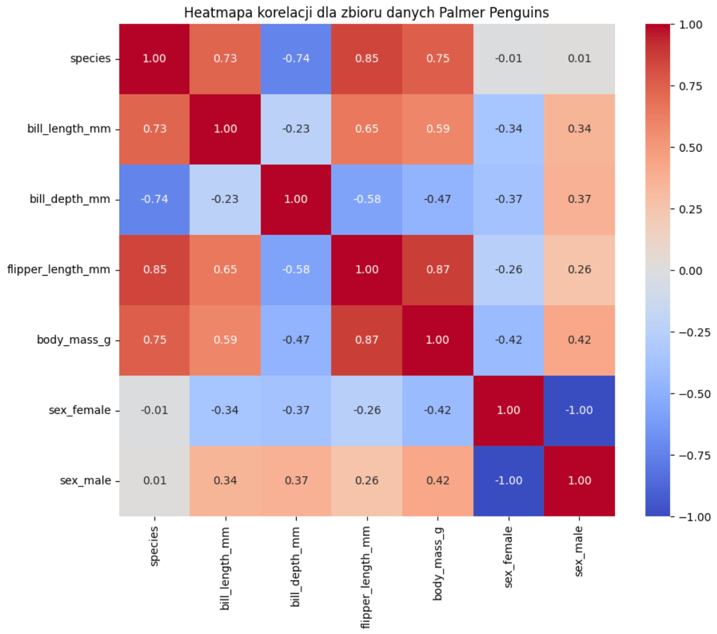 Heatmapa korelacji dla zbioru danych Palmer Penguins
species 1.00 0.73 -0.74 0.85 0.75 -0.01 0.01
bill_length_mm 0.73 1.00 -0.23 0.65 0.59 -0.34 0.34
bill_depth_mm -0.74 -0.23 1.00 -0.58 -0.47 -0.37 0.37
flipper_length_mm 0.85 0.65 -0.58 1.00 0.87 -0.26 0.26
body_mass_g 0.75 0.59 -0.47 0.87 1.00 -0.42 0.42
sex_female -0.01 -0.34 -0.37 -0.26 -0.42 1.00 -1.00
sex_male 0.01 0.34 0.37 0.26 0.42 -1.00 1.00
species
bill_length_mm
bill_depth_mm
flipper_length_mm
body_mass_g
sex_female
sex_male
1.00
0.75
0.50
0.25
0.00
−0.25
−0.50
−0.75
−1.00